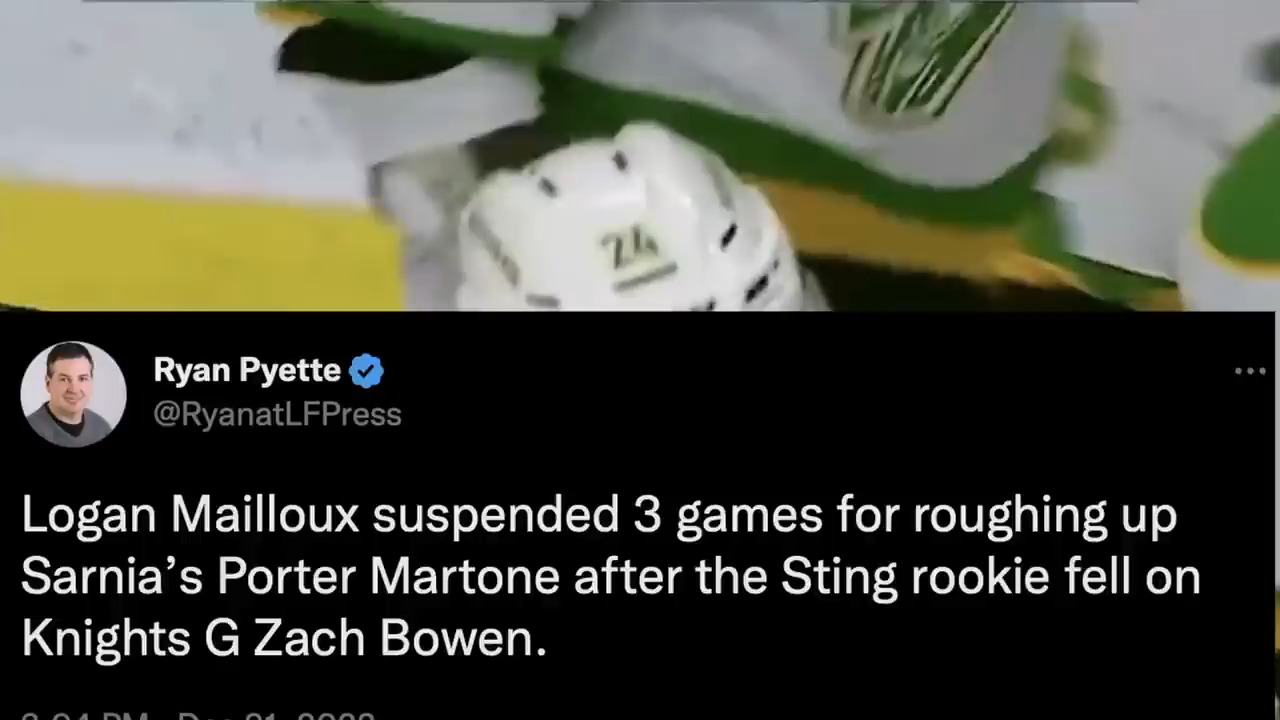 24
Ryan Pyette
@RyanatLFPress
Logan Mailloux suspended 3 games for roughing up
Sarnia’s Porter Martone after the Sting rookie fell on
Knights G Zach Bowen.